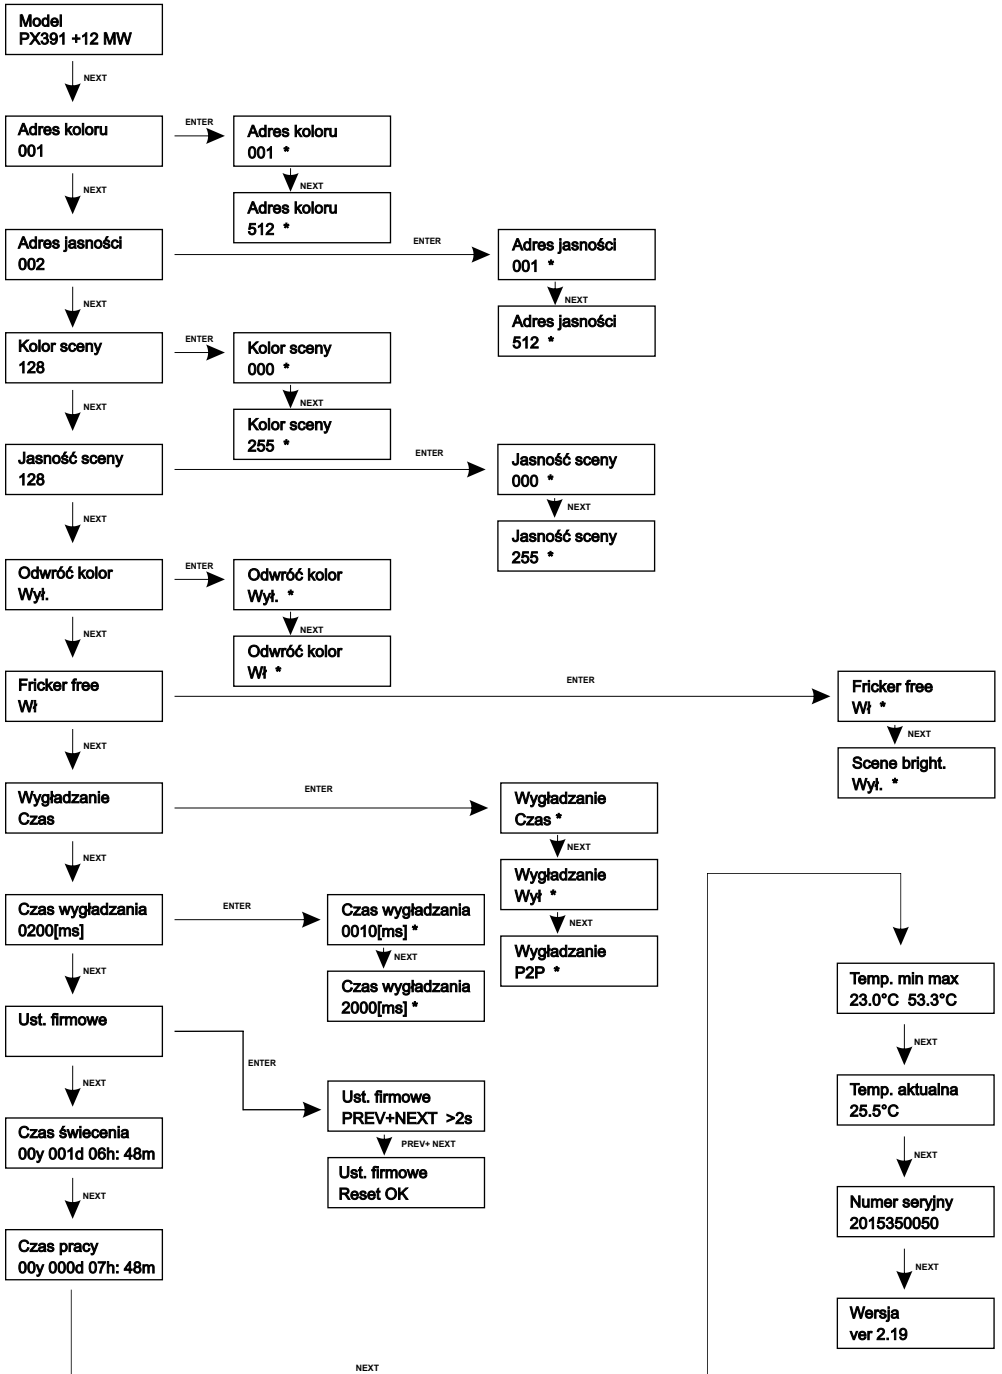 Model
PX391 +12 MW
NEXT
Adres koloru
001
ENTER
Adres koloru
001 *
NEXT
Adres koloru
512 *
NEXT
Adres jasności
002
ENTER
Adres jasności
001 *
NEXT
Adres jasności
512 *
NEXT
Kolor sceny
128
ENTER
Kolor sceny
000 *
NEXT
Kolor sceny
255 *
NEXT
Jasność sceny
128
ENTER
Jasność sceny
000 *
NEXT
Jasność sceny
255 *
NEXT
Odwróć kolor
Wył.
ENTER
Odwróć kolor
Wył. *
NEXT
Odwróć kolor
Wł *
NEXT
Fricker free
Wł
ENTER
Fricker free
Wł *
NEXT
Scene bright.
Wył. *
NEXT
Wygładzanie
Czas
ENTER
Wygładzanie
Czas *
NEXT
Wygładzanie
Wył *
NEXT
Wygładzanie
P2P *
NEXT
Czas wygładzania
0200[ms]
ENTER
Czas wygładzania
0010[ms] *
NEXT
Czas wygładzania
2000[ms] *
NEXT
Ust. firmowe
ENTER
Ust. firmowe
PREV+NEXT >2s
PREV+ NEXT
Ust. firmowe
Reset OK
NEXT
Czas świecenia
00y 001d 06h: 48m
NEXT
Czas pracy
00y 000d 07h: 48m
NEXT
Temp. min max
23.0°C 53.3°C
NEXT
Temp. aktualna
25.5°C
NEXT
Numer seryjny
2015350050
NEXT
Wersja
ver 2.19